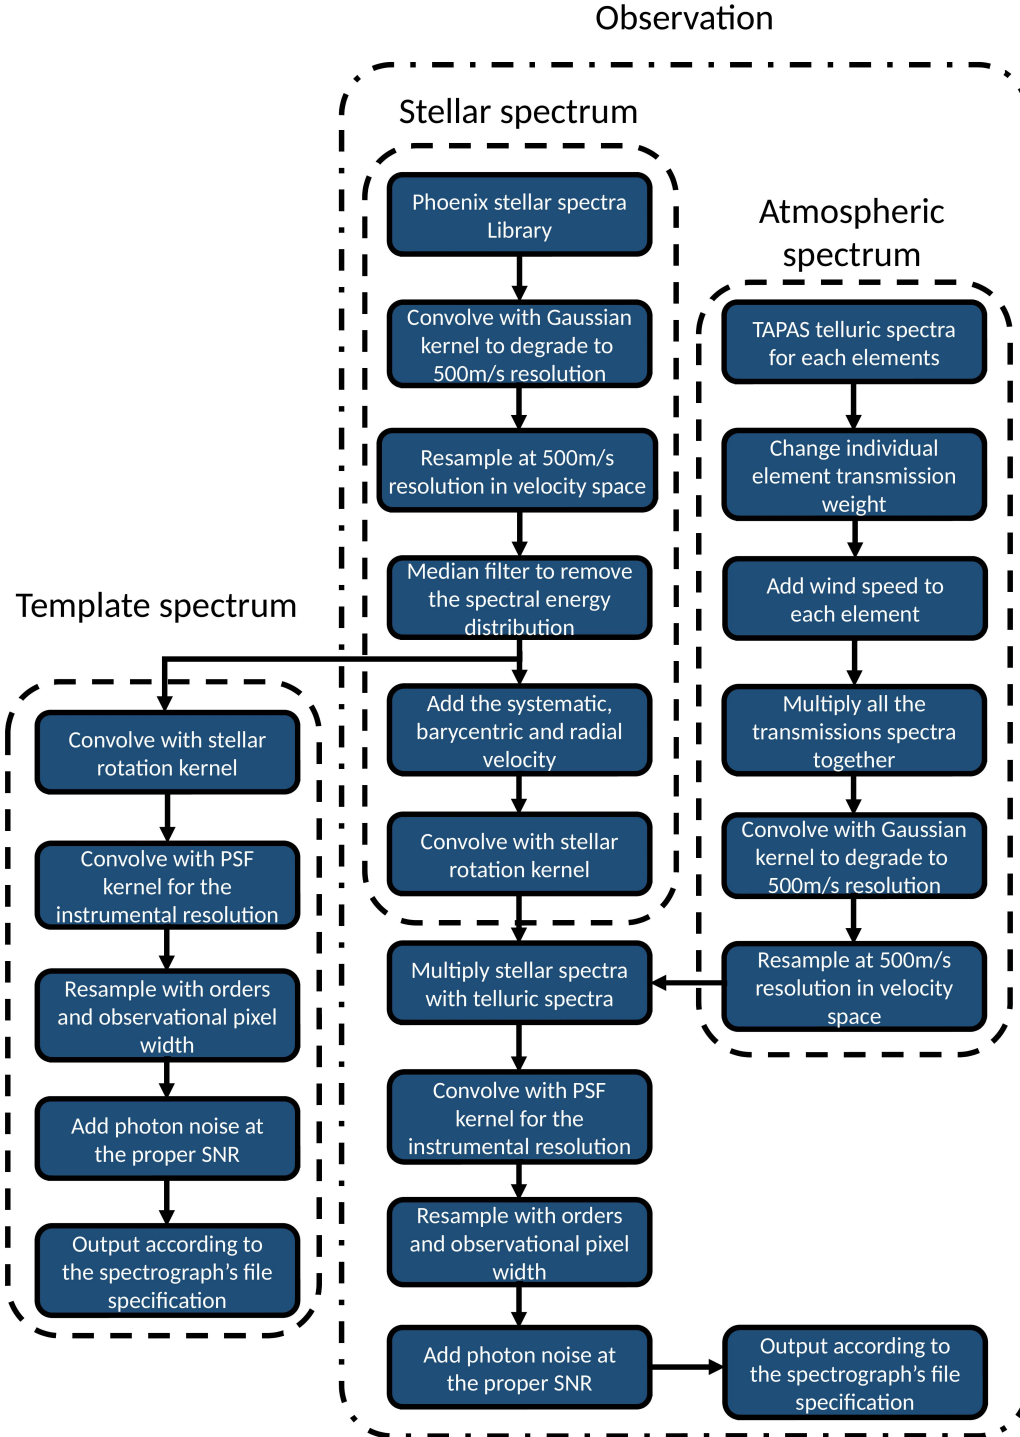 Observation
Stellar spectrum
Phoenix stellar spectra
Library
Convolve with Gaussian
kernel to degrade to
500m/s resolution
Resample at 500m/s
resolution in velocity space
Median filter to remove
the spectral energy
distribution
Add the systematic,
barycentric and radial
velocity
Convolve with stellar
rotation kernel
Multiply stellar spectra
with telluric spectra
Convolve with PSF
kernel for the
instrumental resolution
Resample with orders
and observational pixel
width
Add photon noise at
the proper SNR
Output according to
the spectrograph’s file
specification
Atmospheric
spectrum
TAPAS telluric spectra
for each elements
Change individual
element transmission
weight
Add wind speed to
each element
Multiply all the
transmissions spectra
together
Convolve with Gaussian
kernel to degrade to
500m/s resolution
Resample at 500m/s
resolution in velocity
space
Template spectrum
Convolve with stellar
rotation kernel
Convolve with PSF
kernel for the
instrumental resolution
Resample with orders
and observational pixel
width
Add photon noise at
the proper SNR
Output according to
the spectrograph’s file
specification